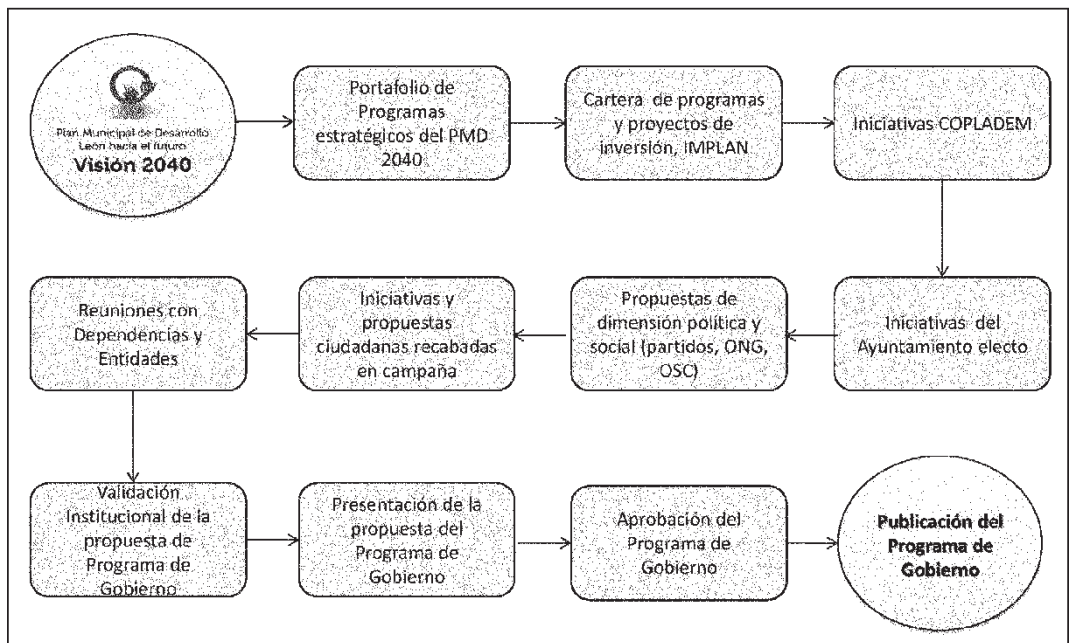 Plan Municipal de Desarrollo
León hacia el futuro
Visión 2040
Portafolio de
Programas
estratégicos del PMD
2040
Cartera de programas
y proyectos de
inversión, IMPLAN
Iniciativas COPLADEM
Iniciativas del
Ayuntamiento electo
Propuestas de
dimensión política y
social (partidos, ONG,
OSC)
Iniciativas y
propuestas
ciudadanas recabadas
en campaña
Reuniones con
Dependencias y
Entidades
Validación
Institucional de la
propuesta de
Programa de
Gobierno
Presentación de la
propuesta del
Programa de
Gobierno
Aprobación del
Programa de
Gobierno
Publicación del
Programa de
Gobierno